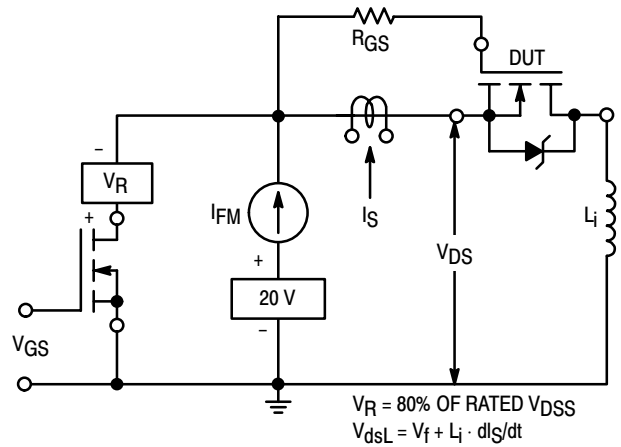 RGS
DUT
−
VR
+
IFM
IS
Li
VDS
+
20 V
−
VGS
VR = 80% OF RATED VDSS
VdsL = Vf + Li · dIS/dt